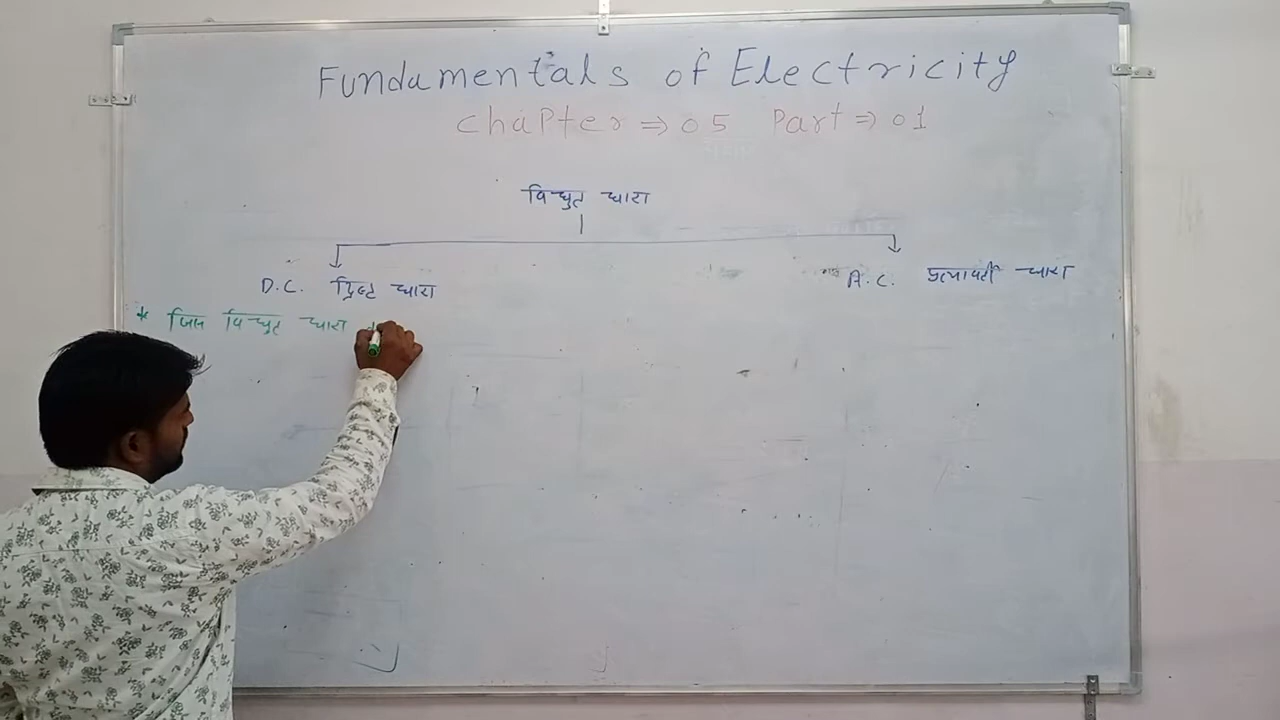 Fundamentals of Electricity
Chapter ⇒ 05 Part ⇒ 01
विद्युत धारा
D.C. दिष्ट धारा
A.C. प्रत्यावर्ती धारा
* जिस विद्युत धारा